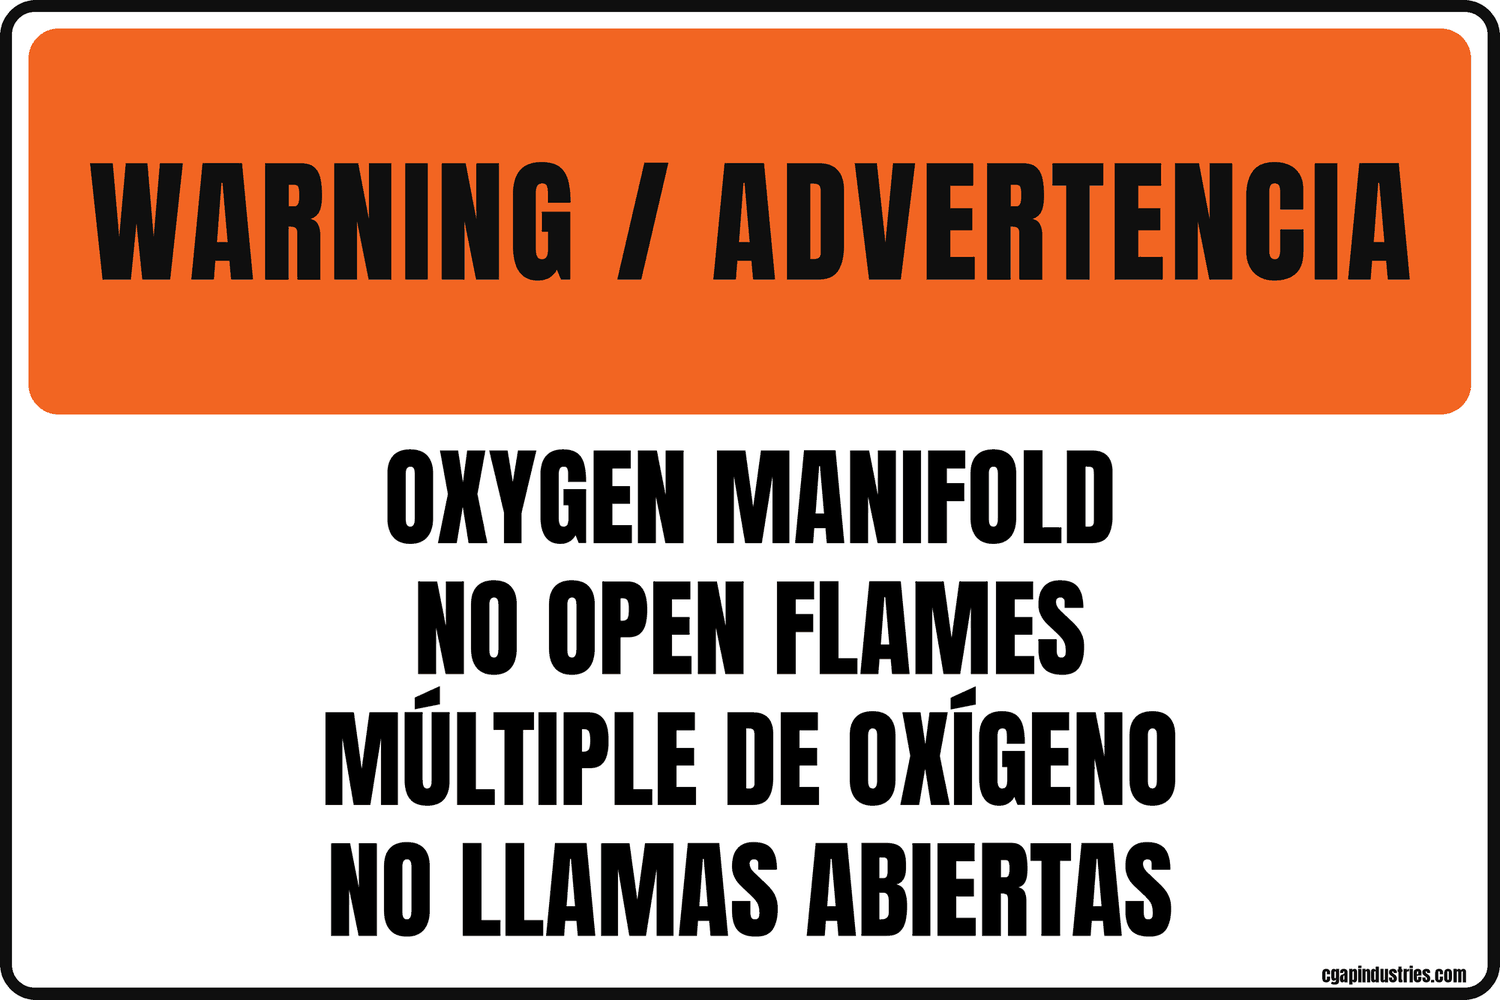 WARNING / ADVERTENCIA
OXYGEN MANIFOLD
NO OPEN FLAMES
MÚLTIPLE DE OXÍGENO
NO LLAMAS ABIERTAS
cgapindustries.com